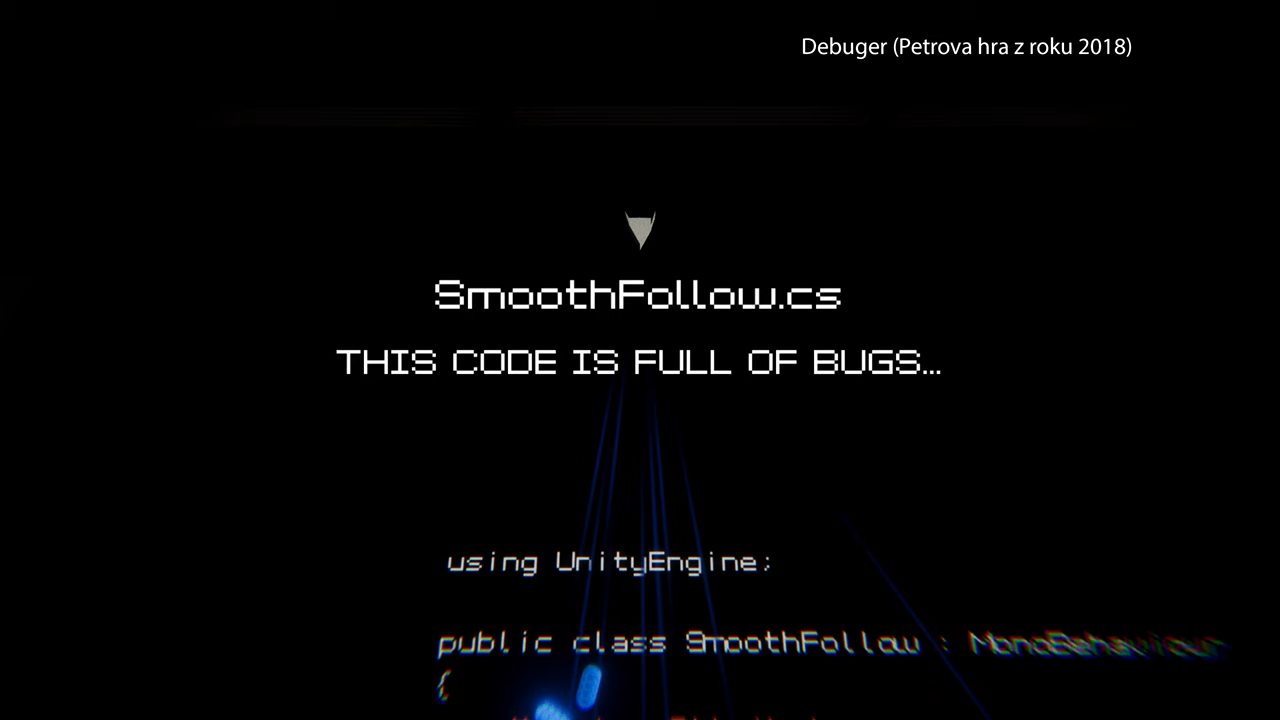 Debuger (Petrova hra z roku 2018)
SmoothFollow.cs
THIS CODE IS FULL OF BUGS...
using UnityEngine;
public class SmoothFollow : MonoBehaviour
{